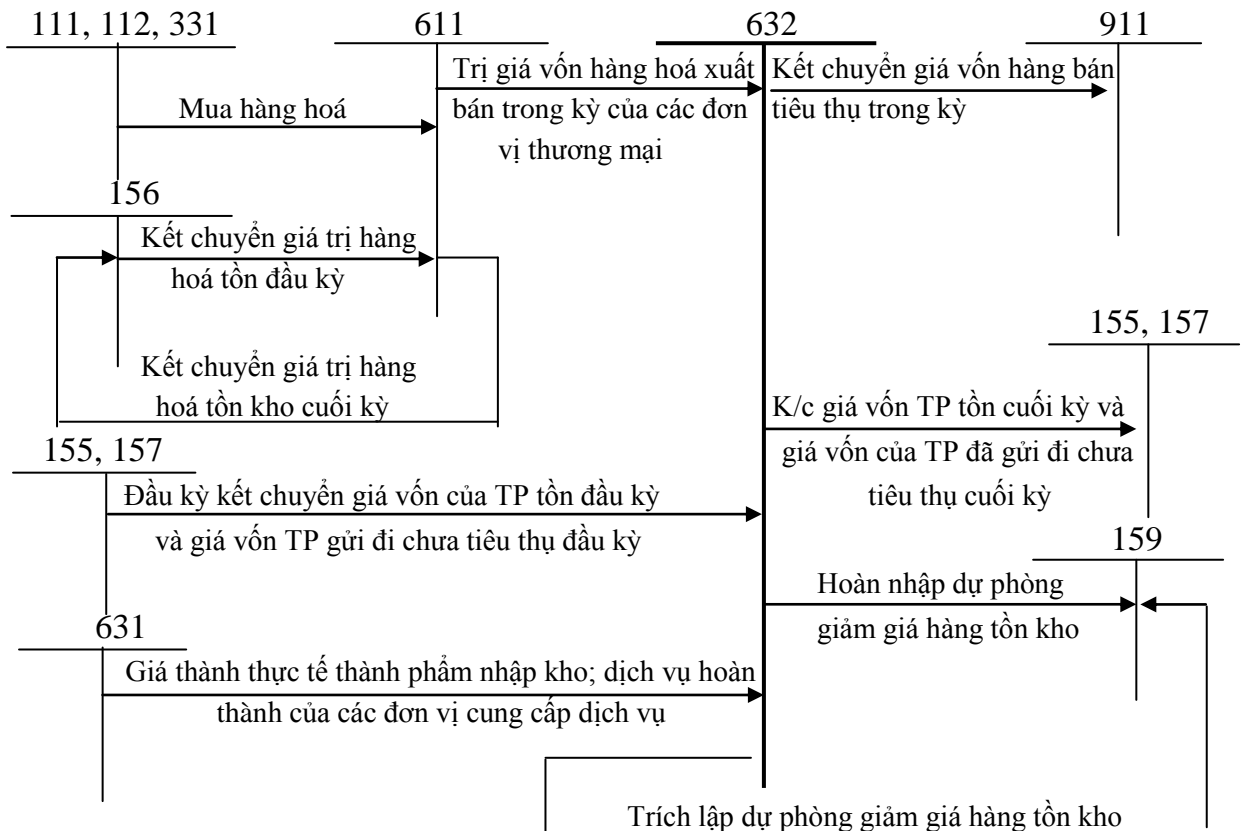 111, 112, 331
611
632
911
Trị giá vốn hàng hoá xuất
bán trong kỳ của các đơn
vị thương mại
Kết chuyển giá vốn hàng bán
tiêu thụ trong kỳ
Mua hàng hoá
156
Kết chuyển giá trị hàng
hoá tồn đầu kỳ
Kết chuyển giá trị hàng
hoá tồn kho cuối kỳ
155, 157
K/c giá vốn TP tồn cuối kỳ và
giá vốn của TP đã gửi đi chưa
tiêu thụ cuối kỳ
155, 157
Đầu kỳ kết chuyển giá vốn của TP tồn đầu kỳ
và giá vốn TP gửi đi chưa tiêu thụ đầu kỳ
159
Hoàn nhập dự phòng
giảm giá hàng tồn kho
631
Giá thành thực tế thành phẩm nhập kho; dịch vụ hoàn
thành của các đơn vị cung cấp dịch vụ
Trích lập dự phòng giảm giá hàng tồn kho